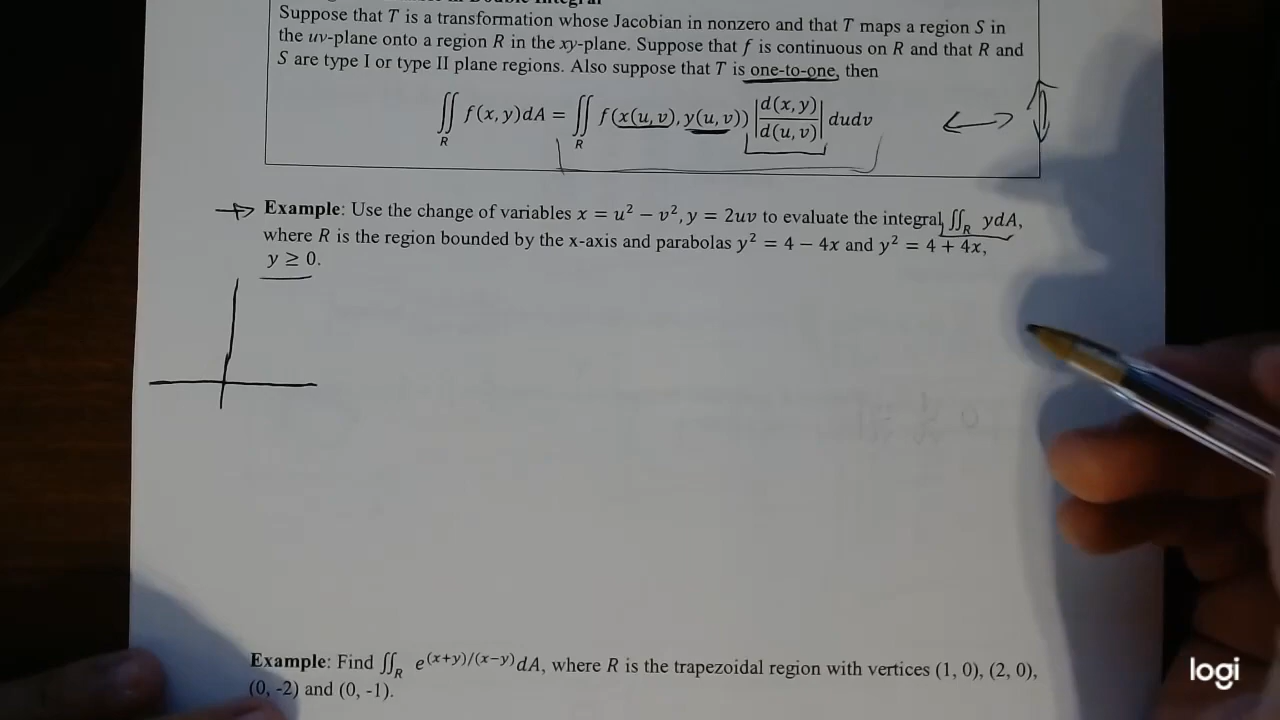 Suppose that T is a transformation whose Jacobian in nonzero and that T maps a region S in
the uv-plane onto a region R in the xy-plane. Suppose that f is continuous on R and that R and
S are type I or type II plane regions. Also suppose that T is one-to-one, then
∬_R f(x, y)dA = ∬_R f(x(u, v), y(u, v)) |d(x, y)/d(u, v)| dudv
Example: Use the change of variables x = u² − v², y = 2uv to evaluate the integral ∬_R ydA,
where R is the region bounded by the x-axis and parabolas y² = 4 − 4x and y² = 4 + 4x,
y ≥ 0.
Example: Find ∬_R e^(x+y)/(x−y) dA, where R is the trapezoidal region with vertices (1, 0), (2, 0),
(0, -2) and (0, -1).
logi